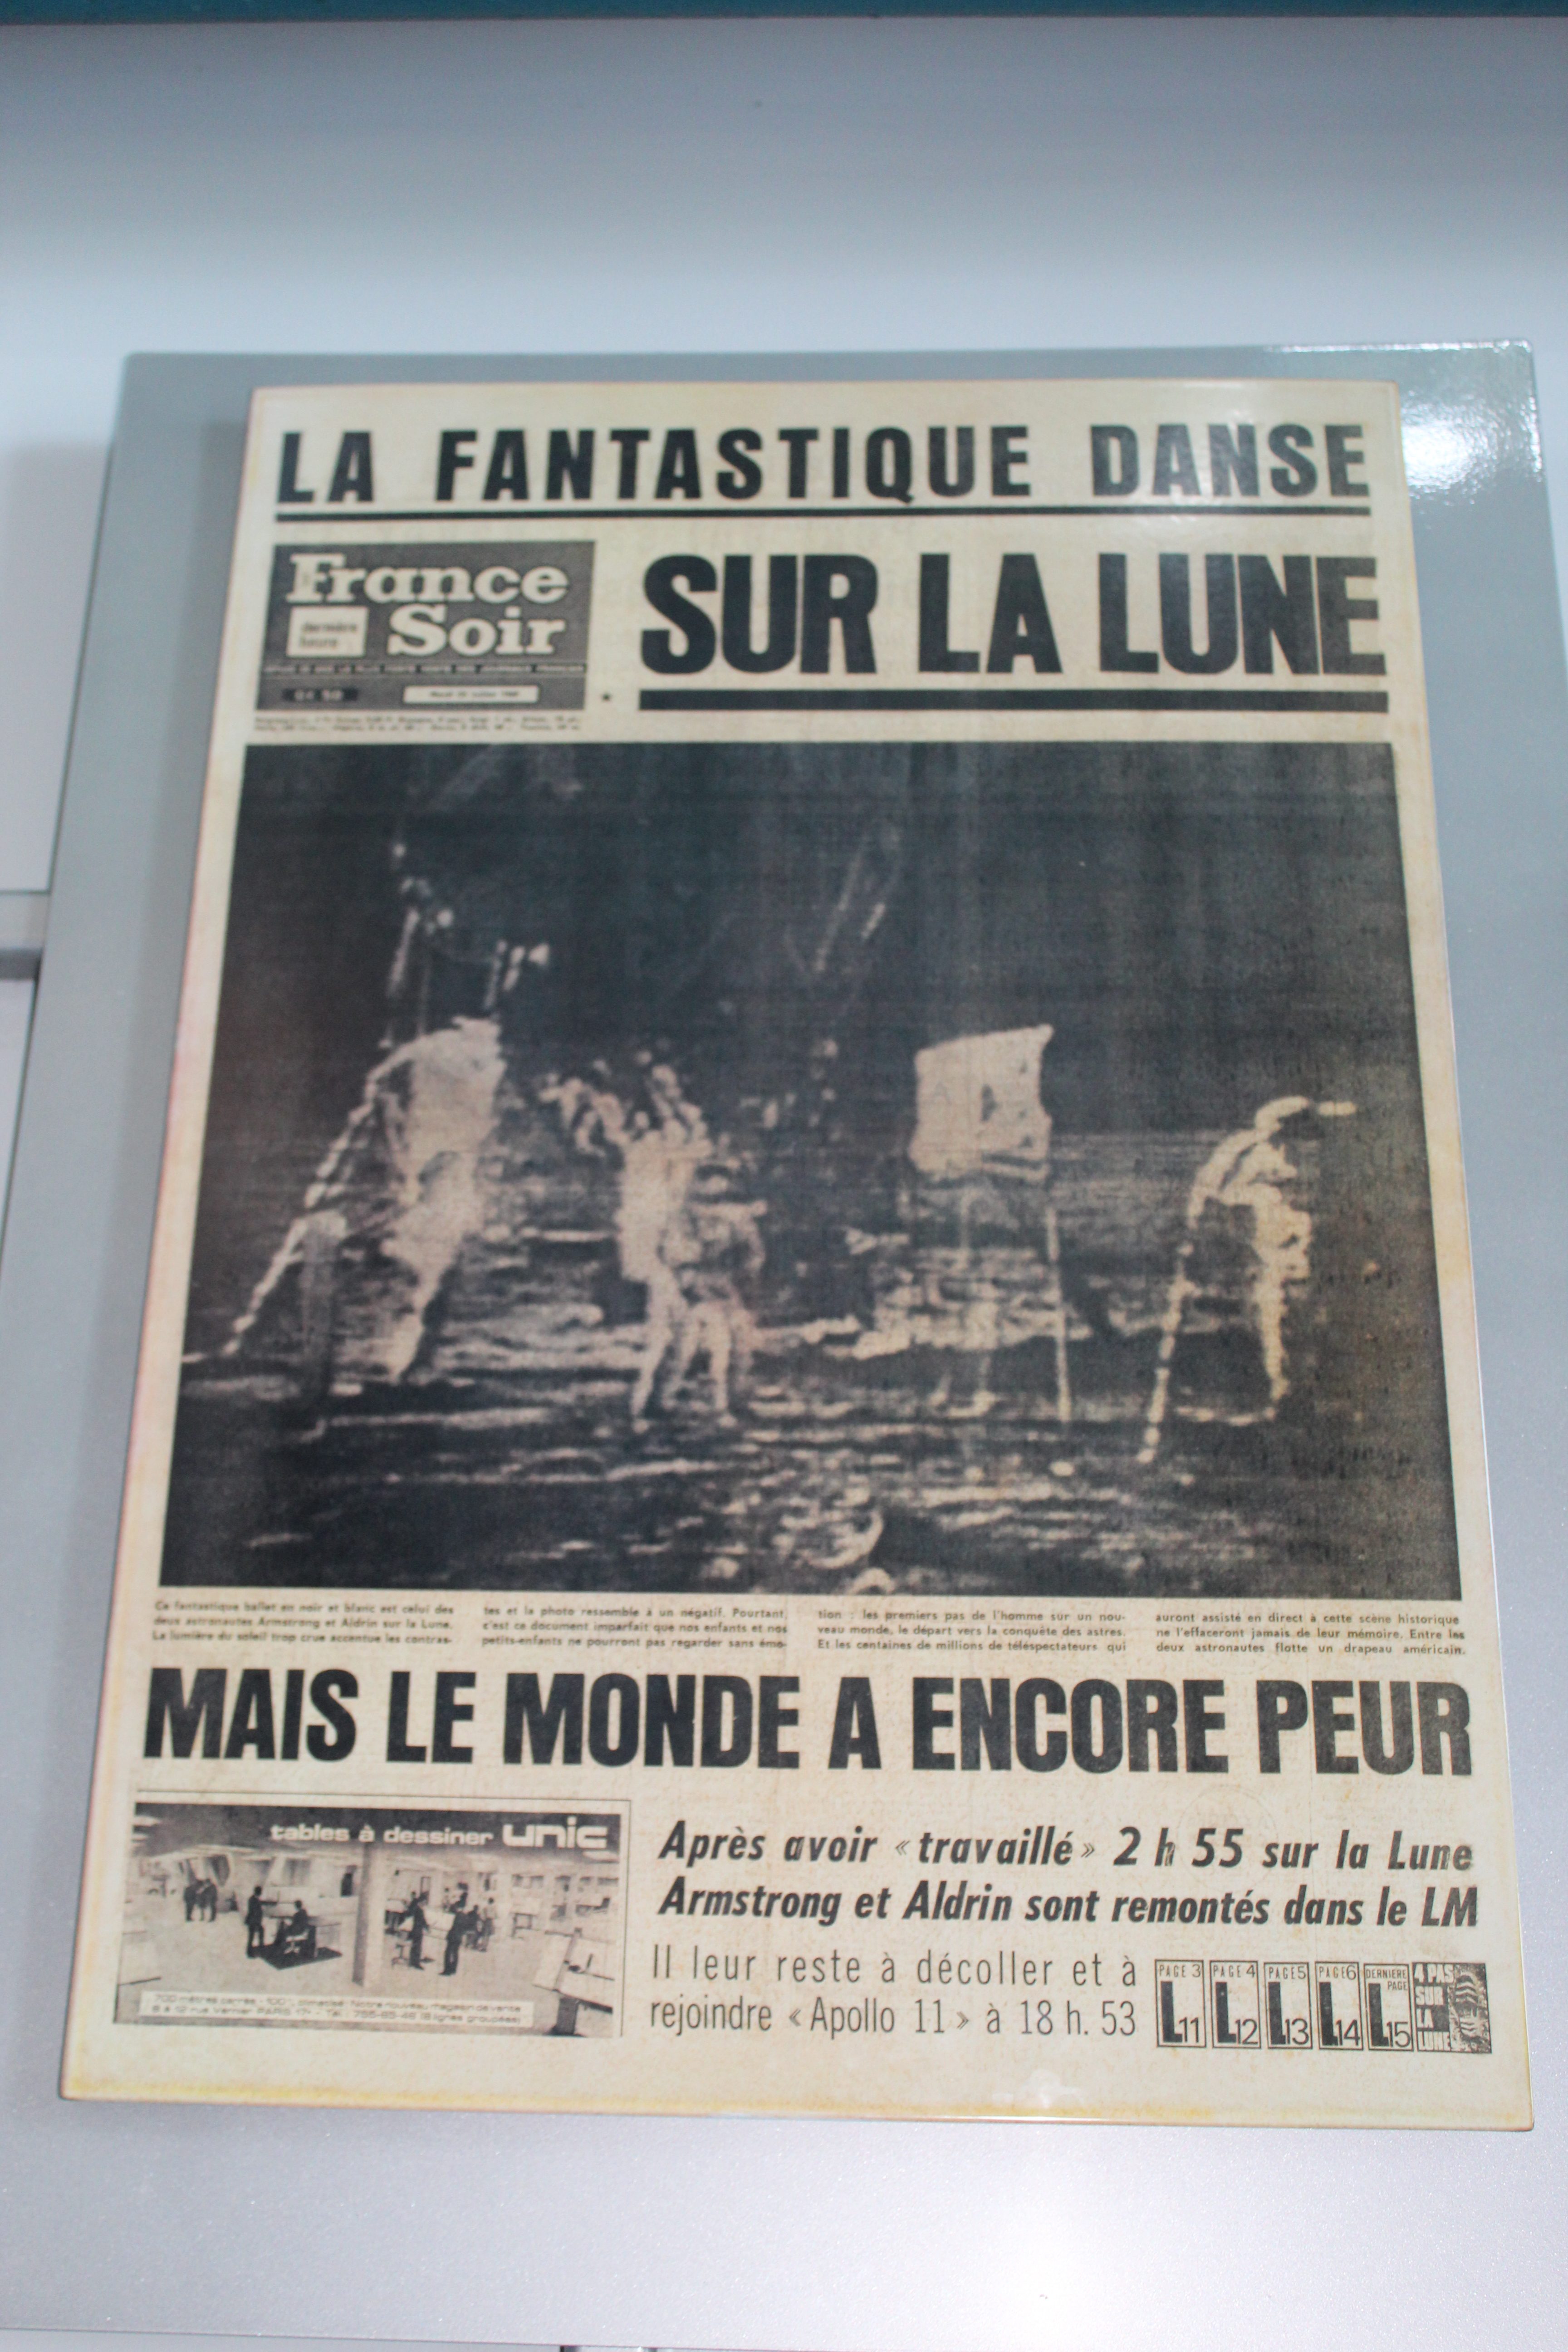 LA FANTASTIQUE DANSE
France
Soir
dernière
heure
SUR LA LUNE
0 F. 50
Ce fantastique ballet en noir et blanc est celui des
deux astronautes Armstrong et Aldrin sur la Lune.
La lumière du soleil trop crue accentue les contras-
tes et la photo ressemble à un négatif. Pourtant,
c'est ce document imparfait que nos enfants et nos
petits-enfants ne pourront pas regarder sans émo-
tion : les premiers pas de l'homme sur un nou-
veau monde, le départ vers la conquête des astres.
Et les centaines de millions de téléspectateurs qui
auront assisté en direct à cette scène historique
ne l'effaceront jamais de leur mémoire. Entre les
deux astronautes flotte un drapeau américain.
MAIS LE MONDE A ENCORE PEUR
tables à dessiner unic
Après avoir « travaillé » 2 h 55 sur la Lune
Armstrong et Aldrin sont remontés dans le LM
Il leur reste à décoller et à
rejoindre « Apollo 11 » à 18 h. 53
PAGE 3
L11
PAGE 4
L12
PAGE 5
L13
PAGE 6
L14
DERNIERE
PAGE
L15
4 PAS
SUR
LA
LUNE